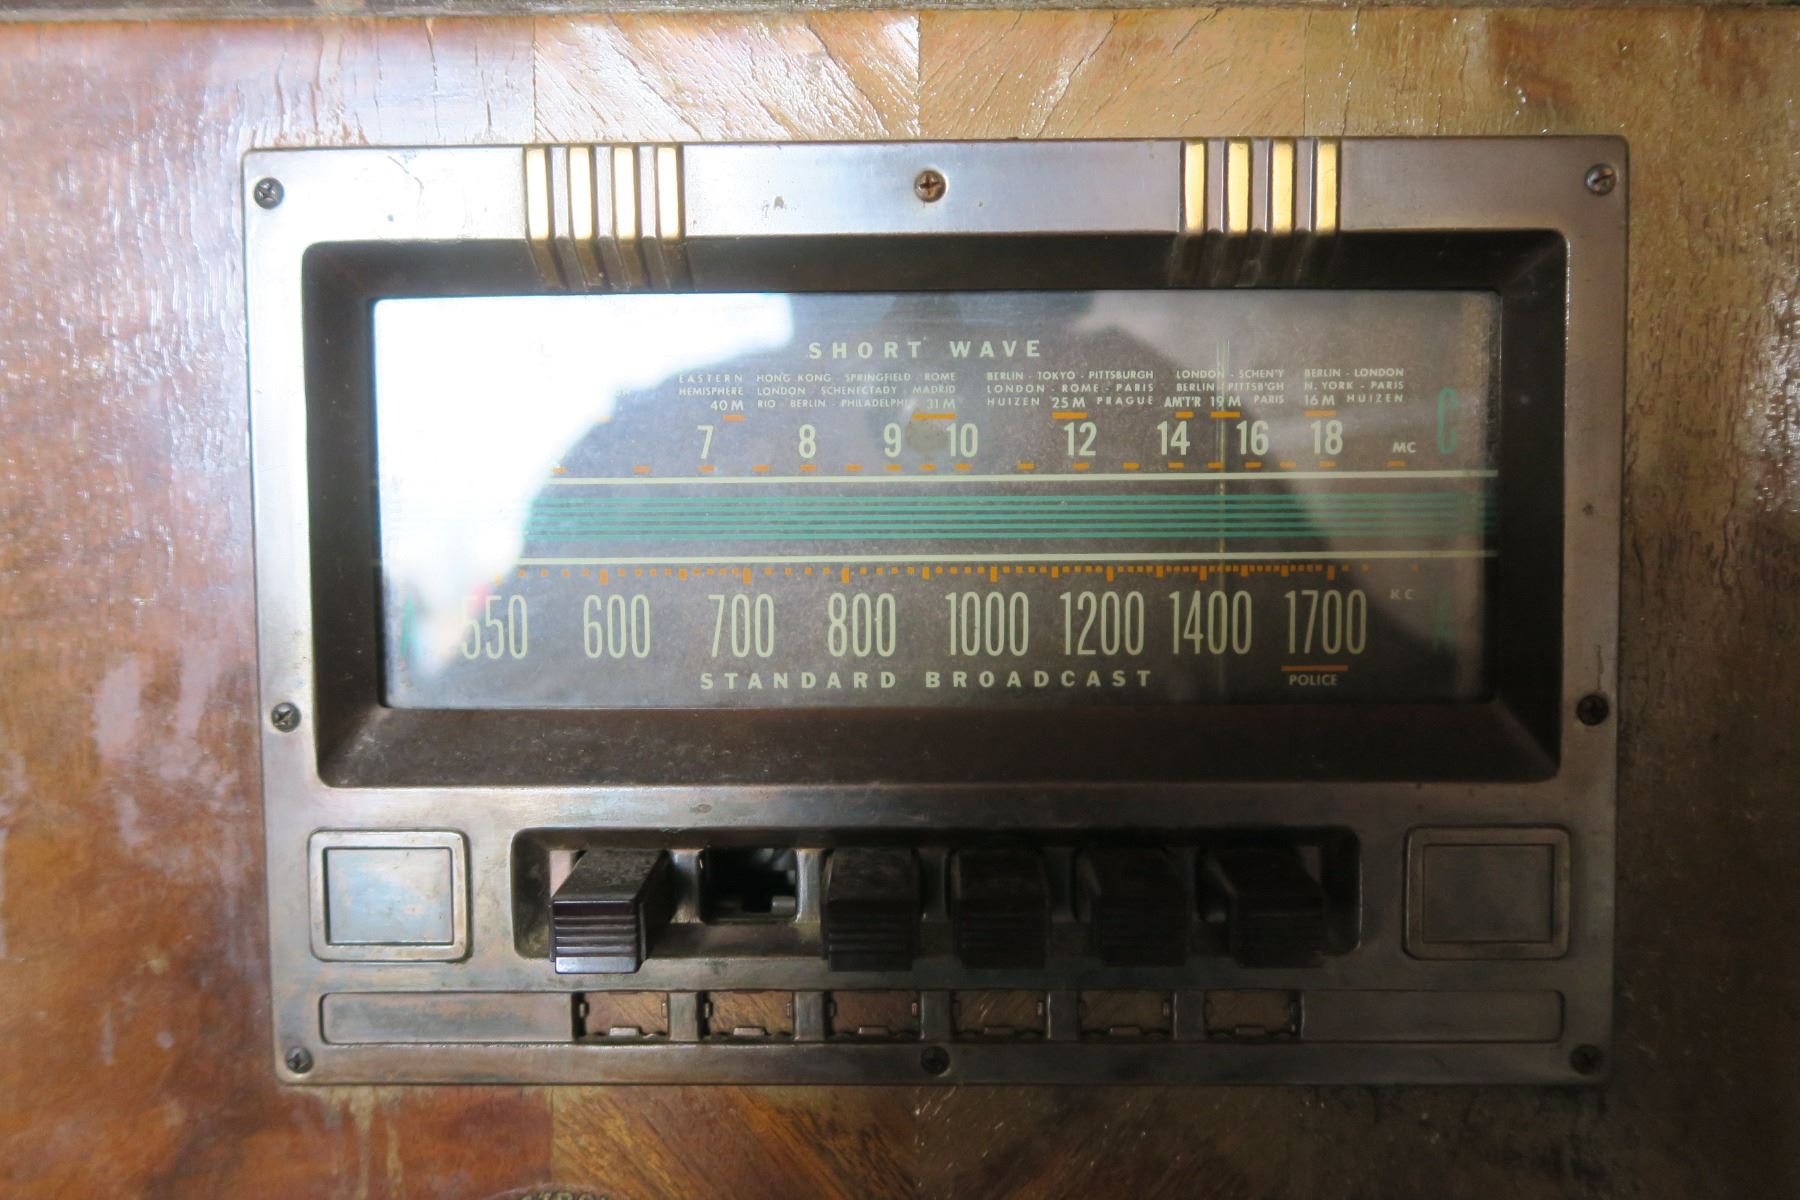 SHORT WAVE
EASTERN HONG KONG - SPRINGFIELD - ROME BERLIN - TOKYO - PITTSBURGH LONDON - SCHEN'Y BERLIN - LONDON
HEMISPHERE LONDON - SCHENECTADY - MADRID LONDON - ROME - PARIS BERLIN - PITTSB'GH N. YORK - PARIS
40 M RIO - BERLIN - PHILADELPHI 31 M HUIZEN 25 M PRAGUE AM'T'R 19 M PARIS 16 M HUIZEN
7 8 9 10 12 14 16 18 MC C
KC
550 600 700 800 1000 1200 1400 1700 A
STANDARD BROADCAST POLICE